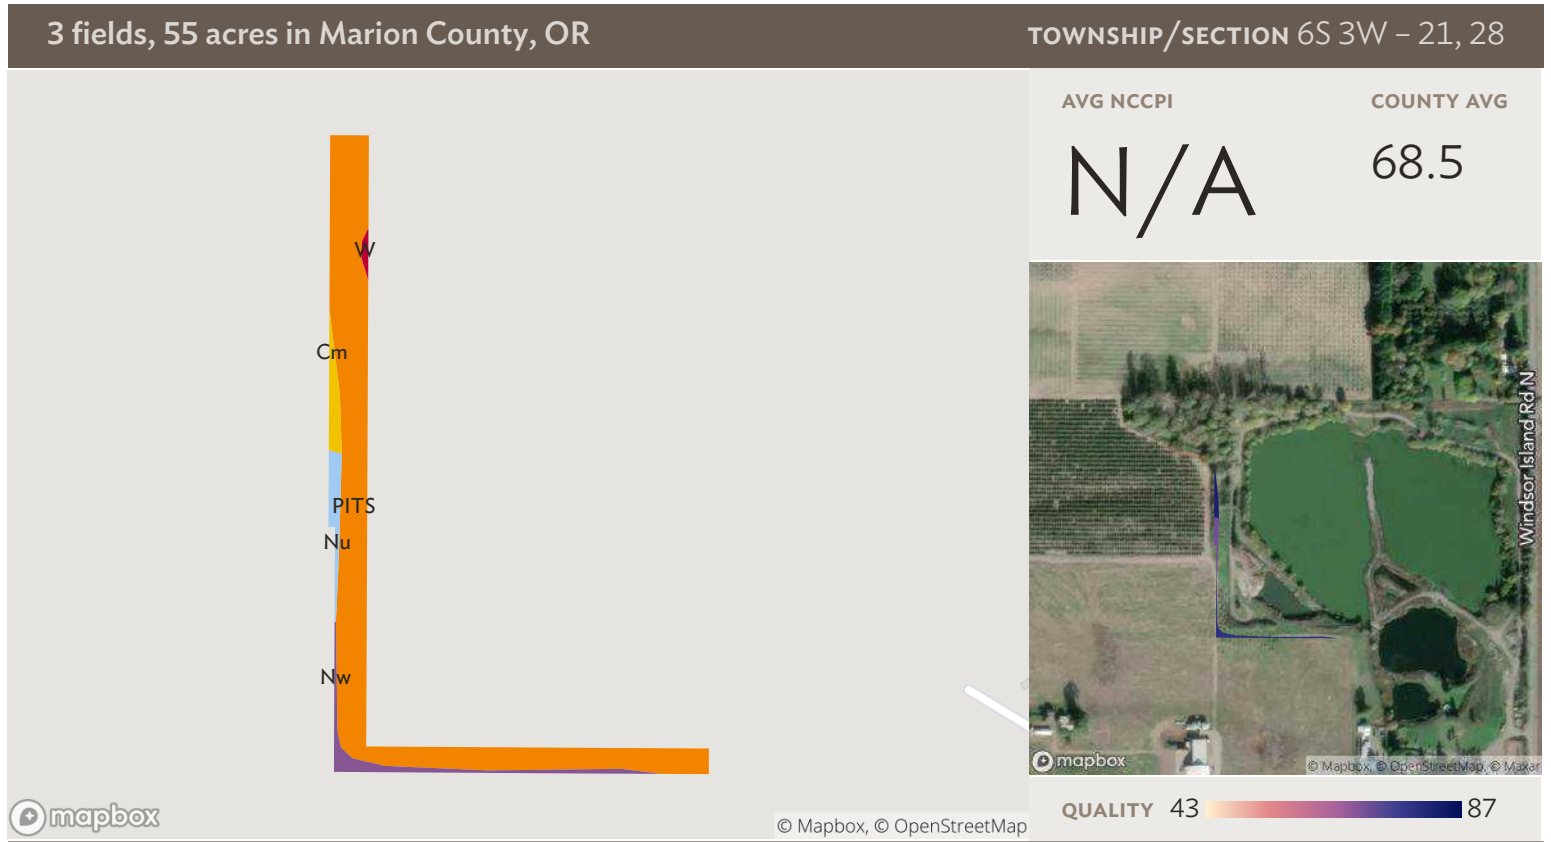 3 fields, 55 acres in Marion County, OR
TOWNSHIP/SECTION 6S 3W – 21, 28
W
Cm
PITS
Nu
Nw
mapbox
© Mapbox, © OpenStreetMap
AVG NCCPI
N/A
COUNTY AVG
68.5
Windsor Island Rd N
mapbox
© Mapbox, © OpenStreetMap, © Maxar
QUALITY 43 87